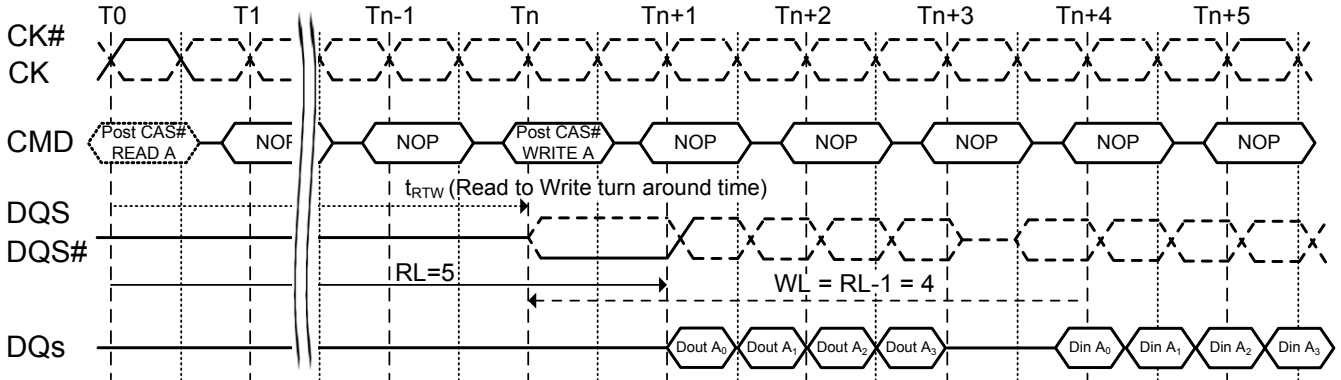 T0 T1 Tn-1 Tn Tn+1 Tn+2 Tn+3 Tn+4 Tn+5
CK#
CK
CMD Post CAS# READ A NOP NOP Post CAS# WRITE A NOP NOP NOP NOP NOP
tRTW (Read to Write turn around time)
DQS
DQS#
RL=5 WL = RL-1 = 4
DQs Dout A0 Dout A1 Dout A2 Dout A3 Din A0 Din A1 Din A2 Din A3